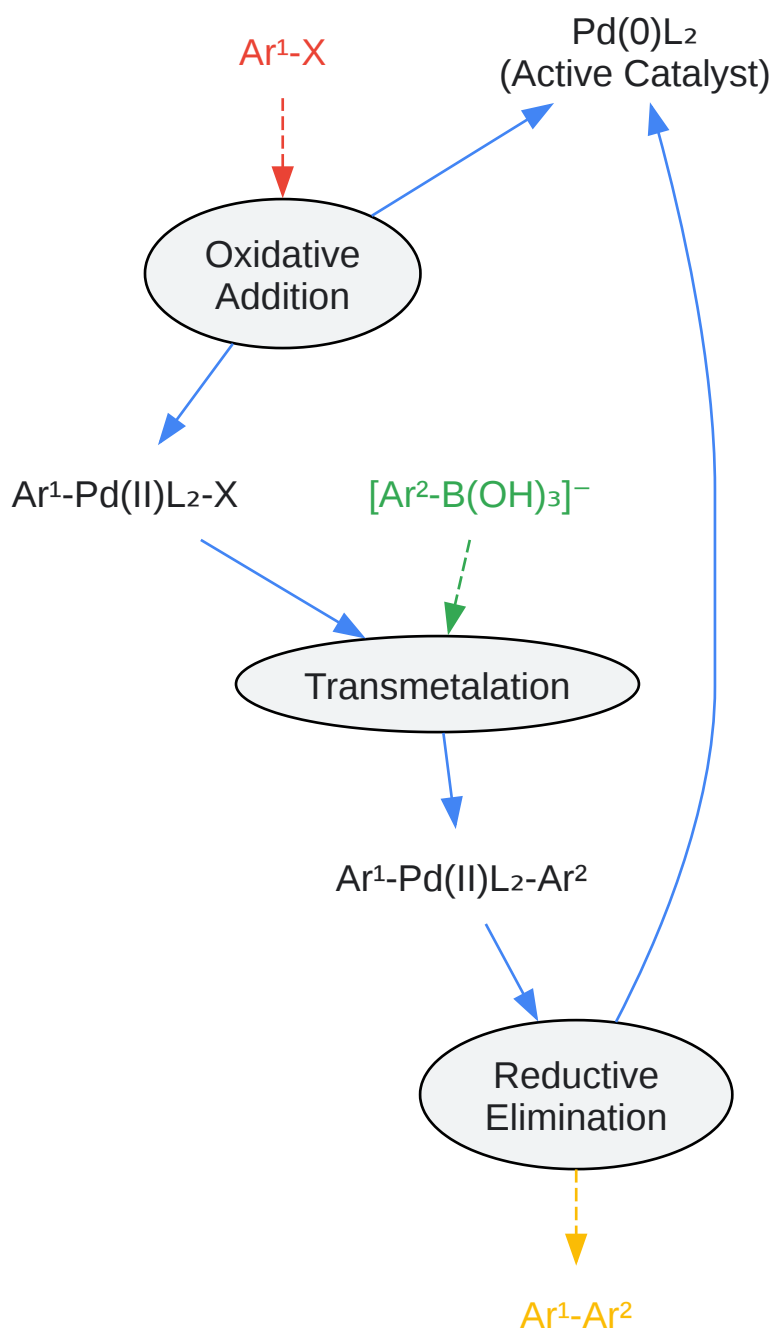 Ar¹-X
Pd(0)L₂
(Active Catalyst)
Oxidative
Addition
Ar¹-Pd(II)L₂-X
[Ar²-B(OH)₃]⁻
Transmetalation
Ar¹-Pd(II)L₂-Ar²
Reductive
Elimination
Ar¹-Ar²